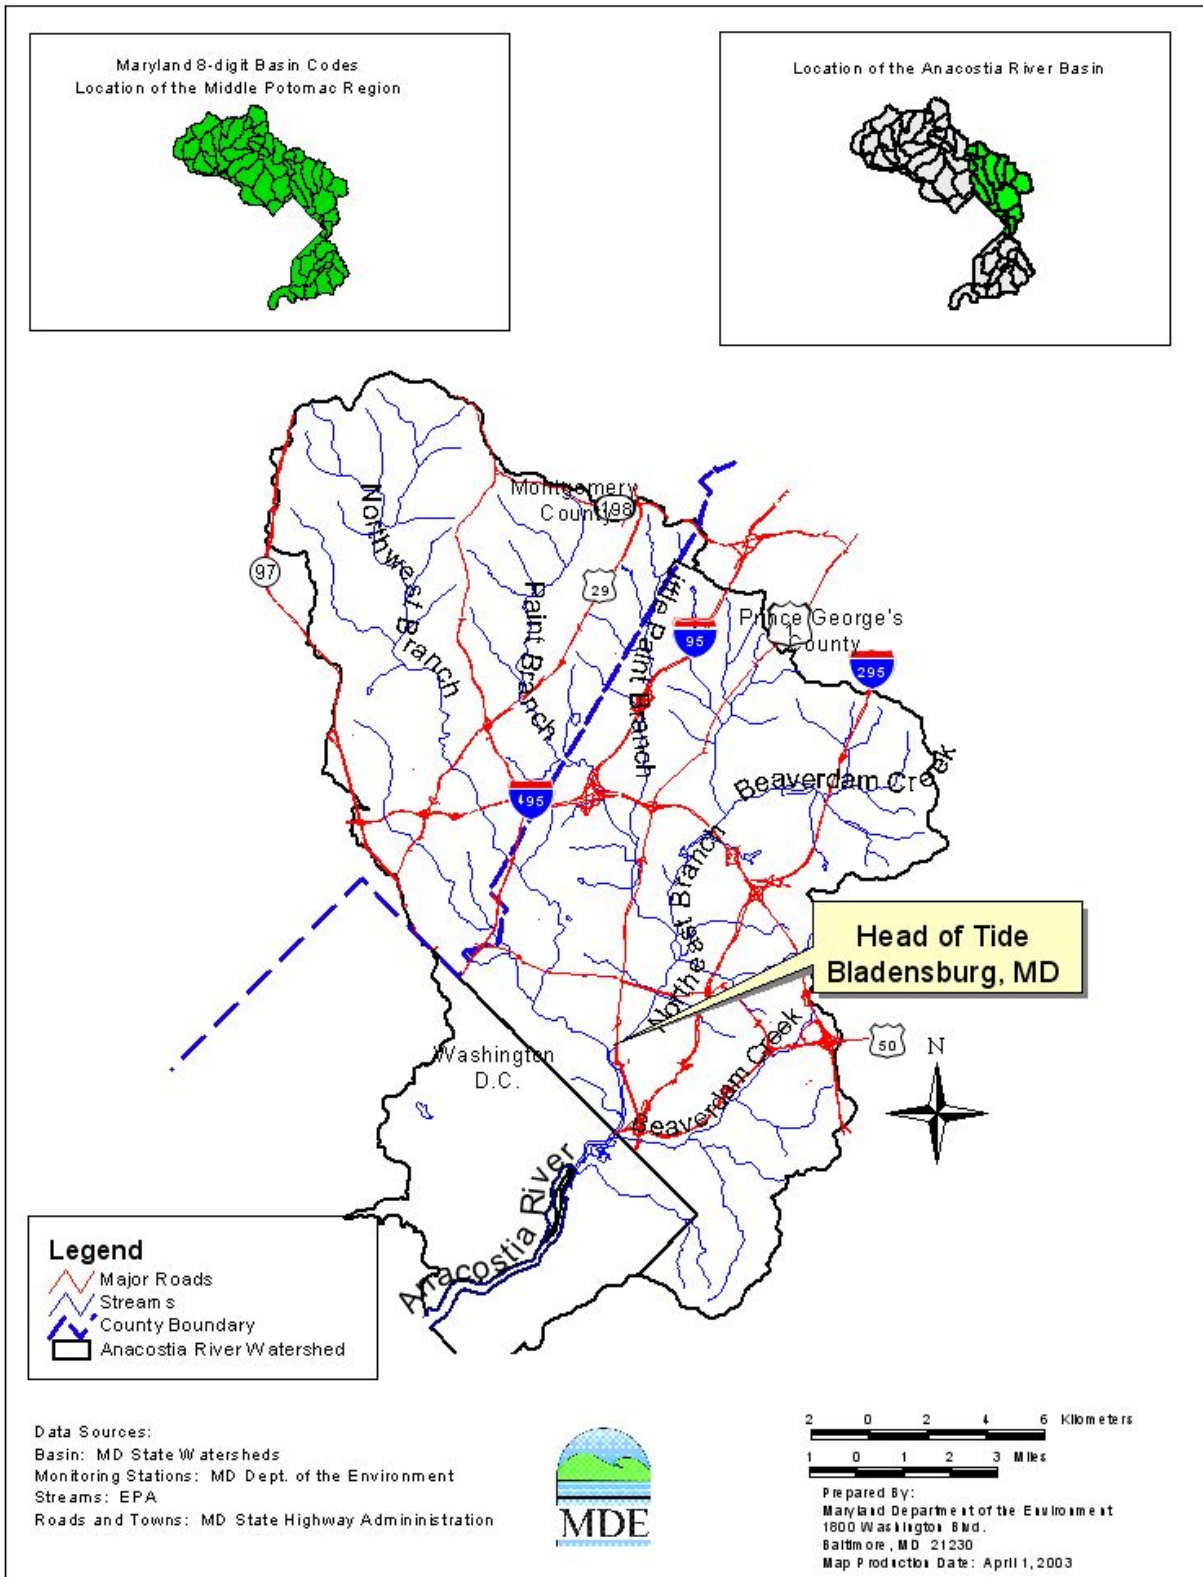 Maryland 8-digit Basin Codes
Location of the Middle Potomac Region
Location of the Anacostia River Basin
Montgomery
County
198
97
Northwest Branch
Paint Branch
29
Little Paint Branch
95
Prince George's
County
1
295
Beaverdam Creek
495
Northeast Branch
Head of Tide
Bladensburg, MD
Washington
D.C.
Beaverdam Creek
50
N
Anacostia River
Legend
Major Roads
Streams
County Boundary
Anacostia River Watershed
Data Sources:
Basin: MD State Watersheds
Monitoring Stations: MD Dept. of the Environment
Streams: EPA
Roads and Towns: MD State Highway Admininistration
MDE
2 0 2 4 6 Kilometers
1 0 1 2 3 Miles
Prepared By:
Maryland Department of the Environment
1800 Washington Blvd.
Baltimore, MD 21230
Map Production Date: April 1, 2003